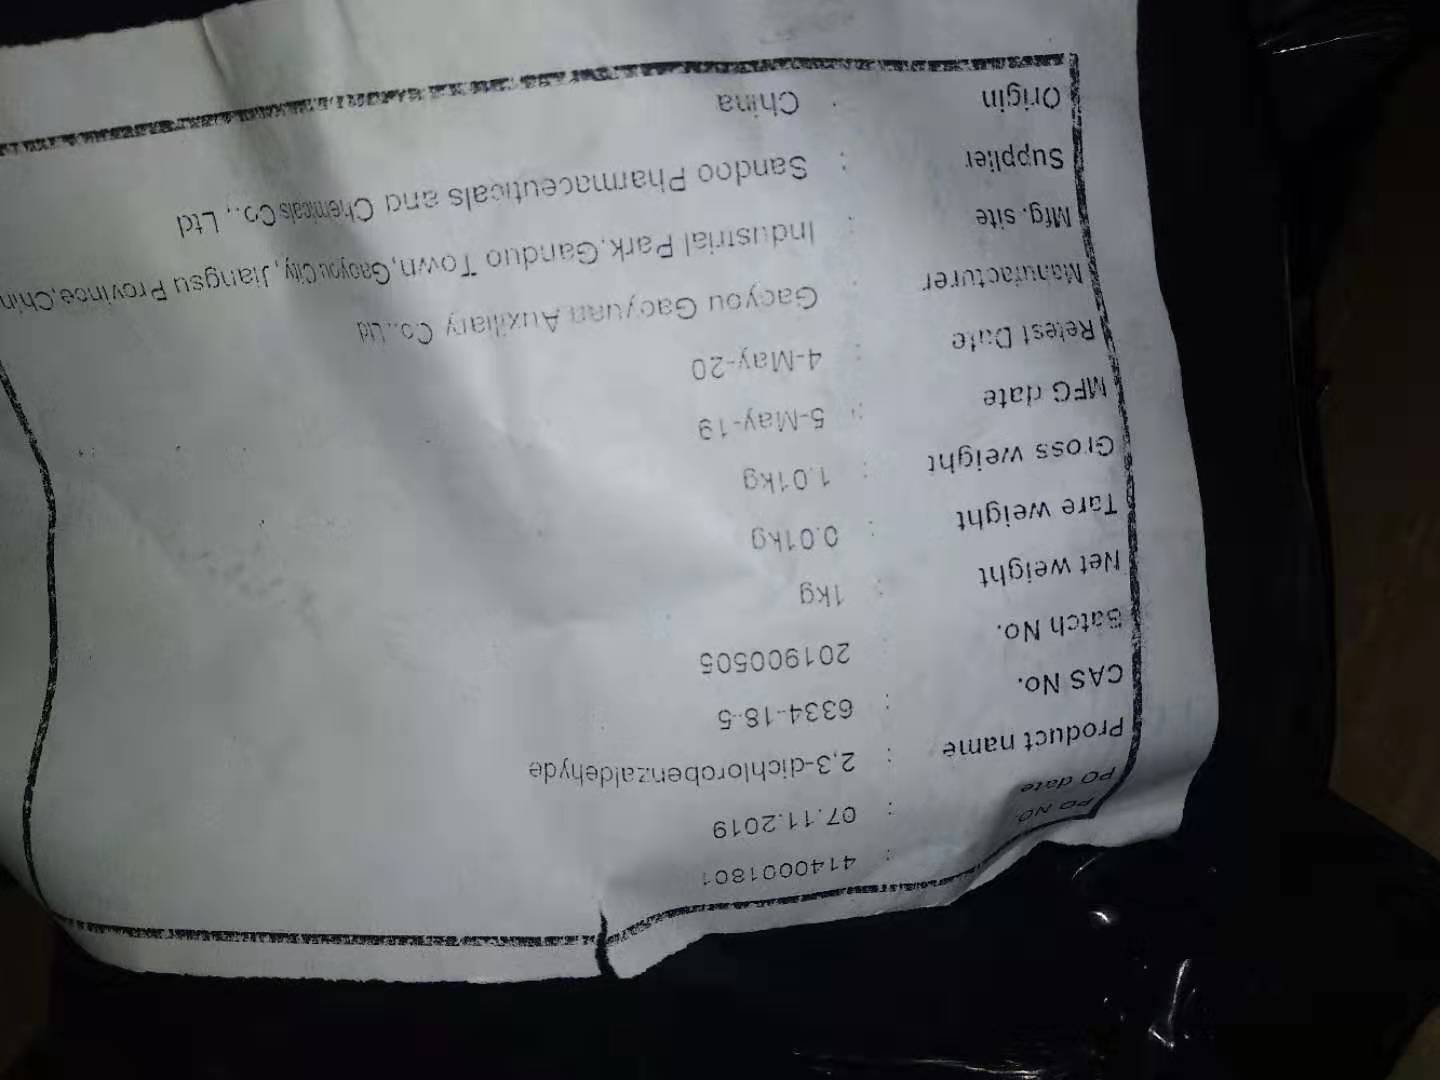 PO NO. : 4140001801
PO date : 07.11.2019
Product name : 2,3-dichlorobenzaldehyde
CAS No. : 6334-18-5
Batch No. 201900505
Net weight : 1kg
Tare weight : 0.01kg
Gross weight : 1.01kg
MFG date : 5-May-19
Retest Date : 4-May-20
Manufacturer : Gaoyou Gaoyuan Auxiliary Co.,Ltd
Mfg. site : Industrial Park,Ganduo Town,Gaoyou City, Jiangsu Province,Chin
Supplier : Sandoo Pharmaceuticals and Chemicals Co., Ltd
Origin : China